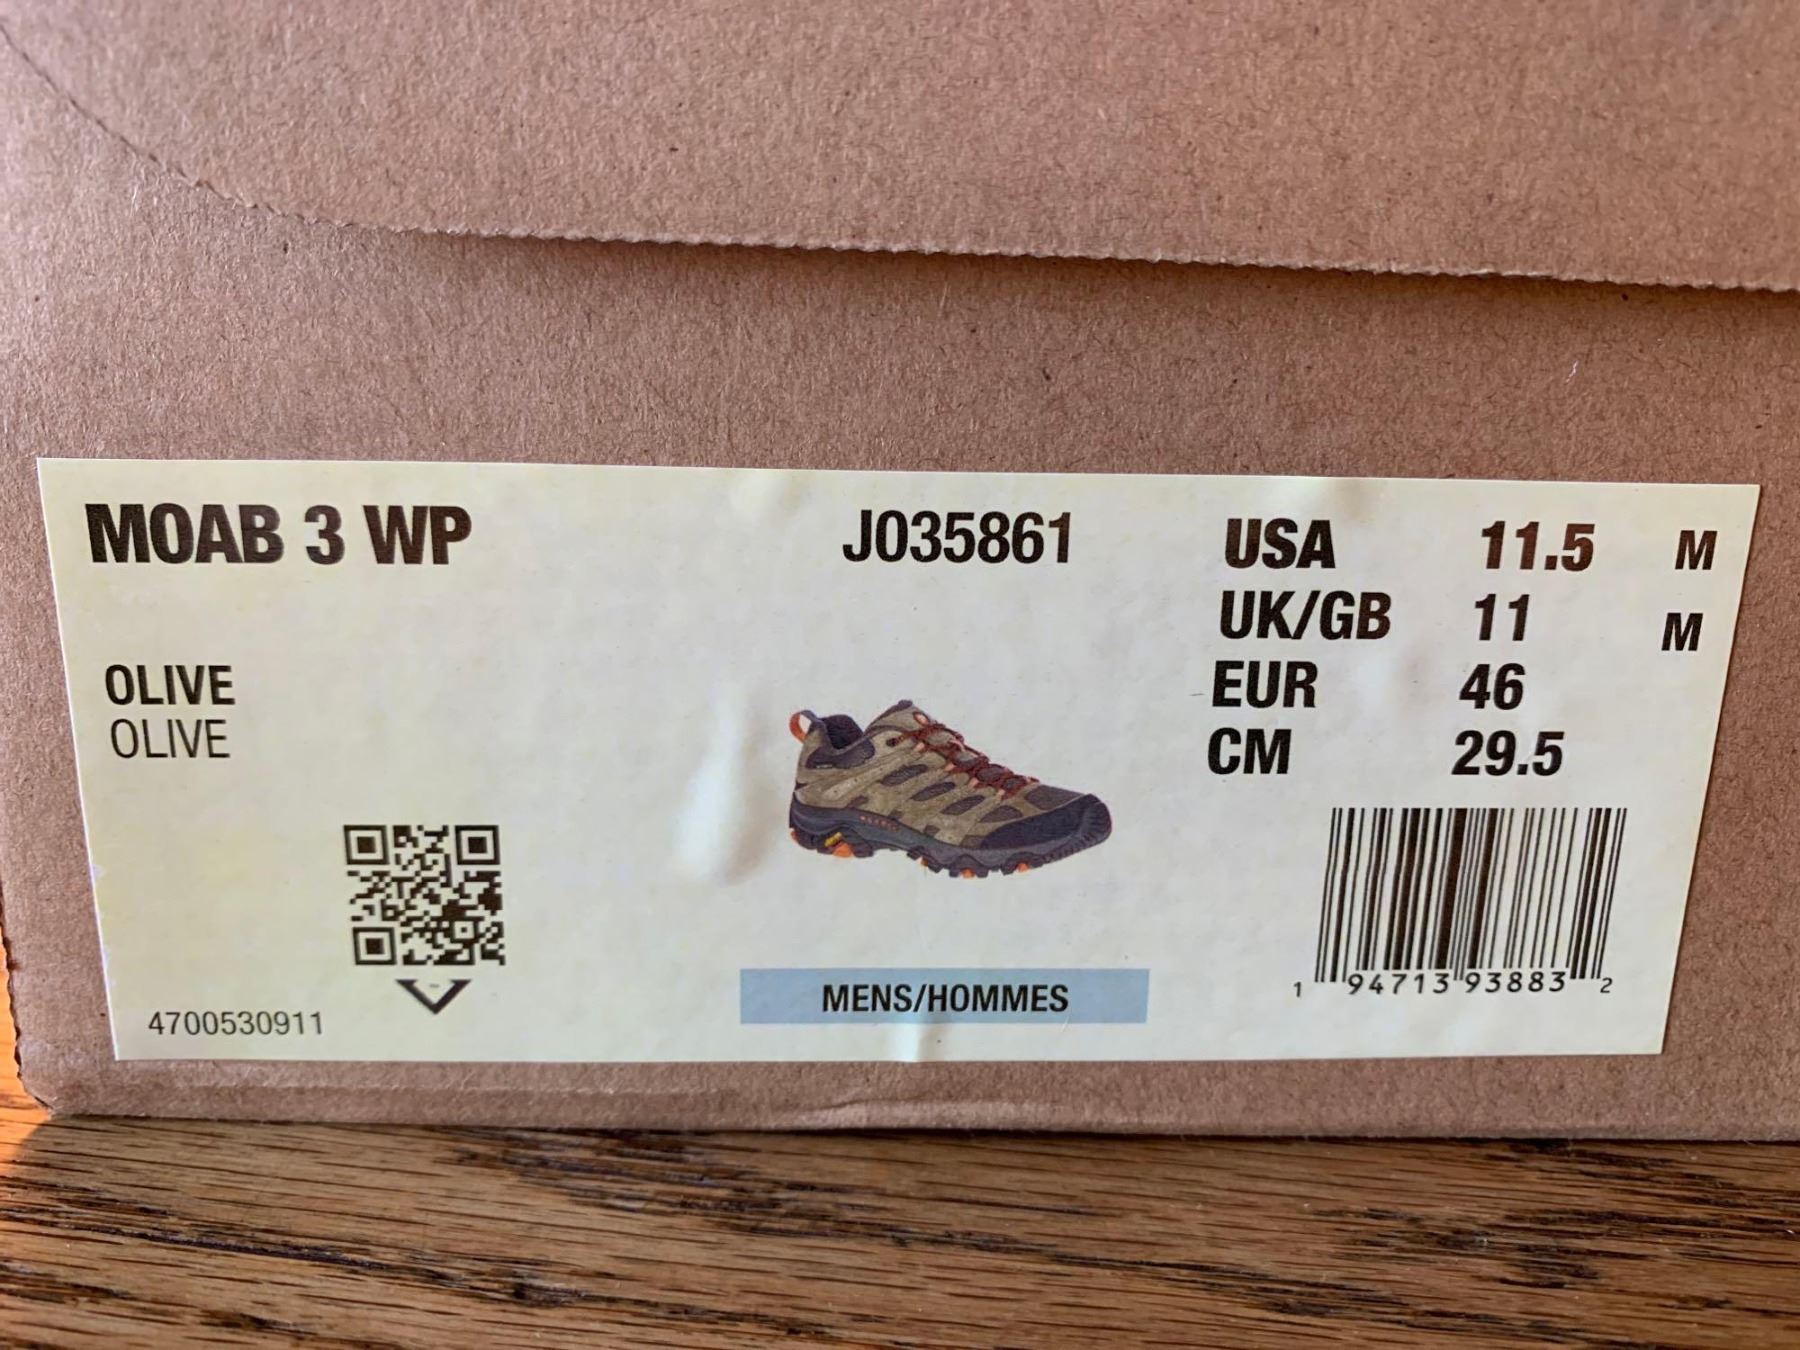 MOAB 3 WP
J035861
USA 11.5 M
UK/GB 11 M
EUR 46
CM 29.5
OLIVE
OLIVE
4700530911
MENS/HOMMES
1 94713 93883 2